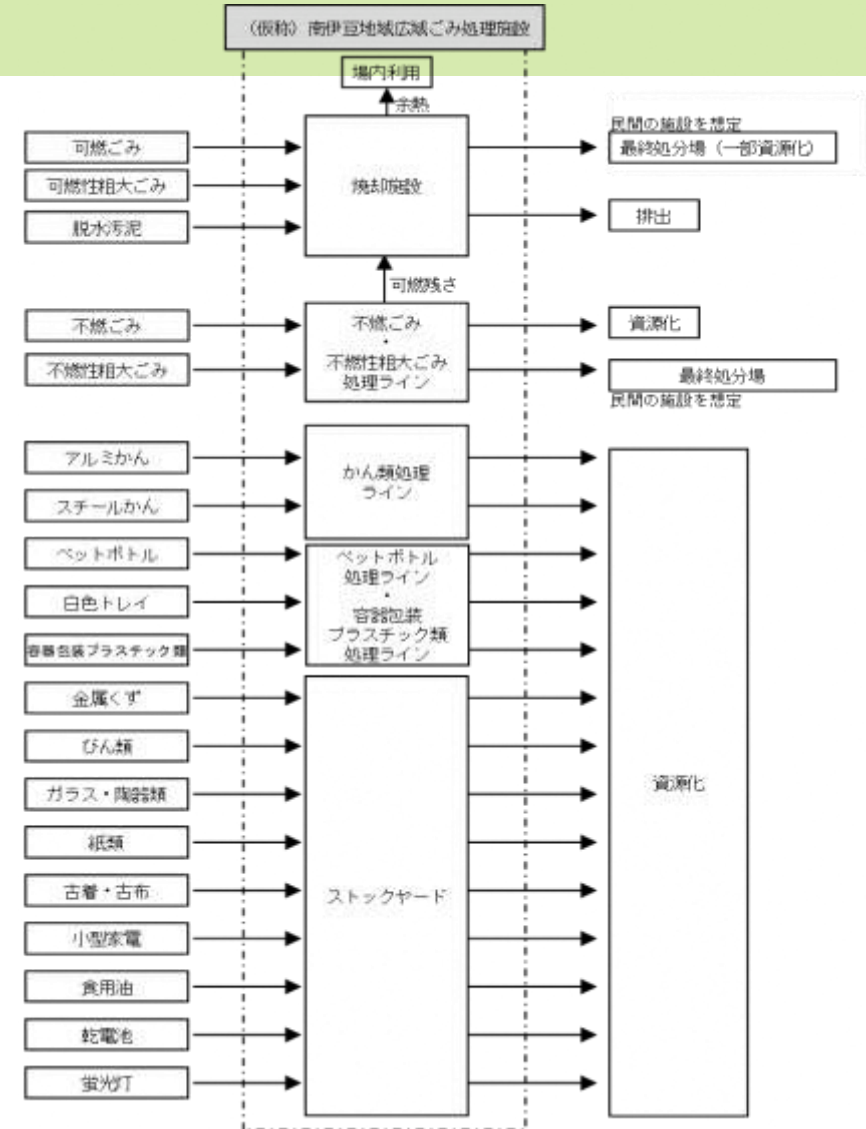 （仮称）南伊豆地域広域ごみ処理施設
場内利用
余熱
可燃ごみ
可燃性粗大ごみ
脱水汚泥
焼却施設
民間の施設を想定
最終処分場（一部資源化）
排出
可燃残さ
不燃ごみ
不燃性粗大ごみ
不燃ごみ
・
不燃性粗大ごみ
処理ライン
資源化
最終処分場
民間の施設を想定
アルミかん
スチールかん
かん類処理
ライン
ペットボトル
白色トレイ
容器包装プラスチック類
ペットボトル
処理ライン
・
容器包装
プラスチック類
処理ライン
金属くず
びん類
ガラス・陶器類
紙類
古着・古布
小型家電
食用油
乾電池
蛍光灯
ストックヤード
資源化